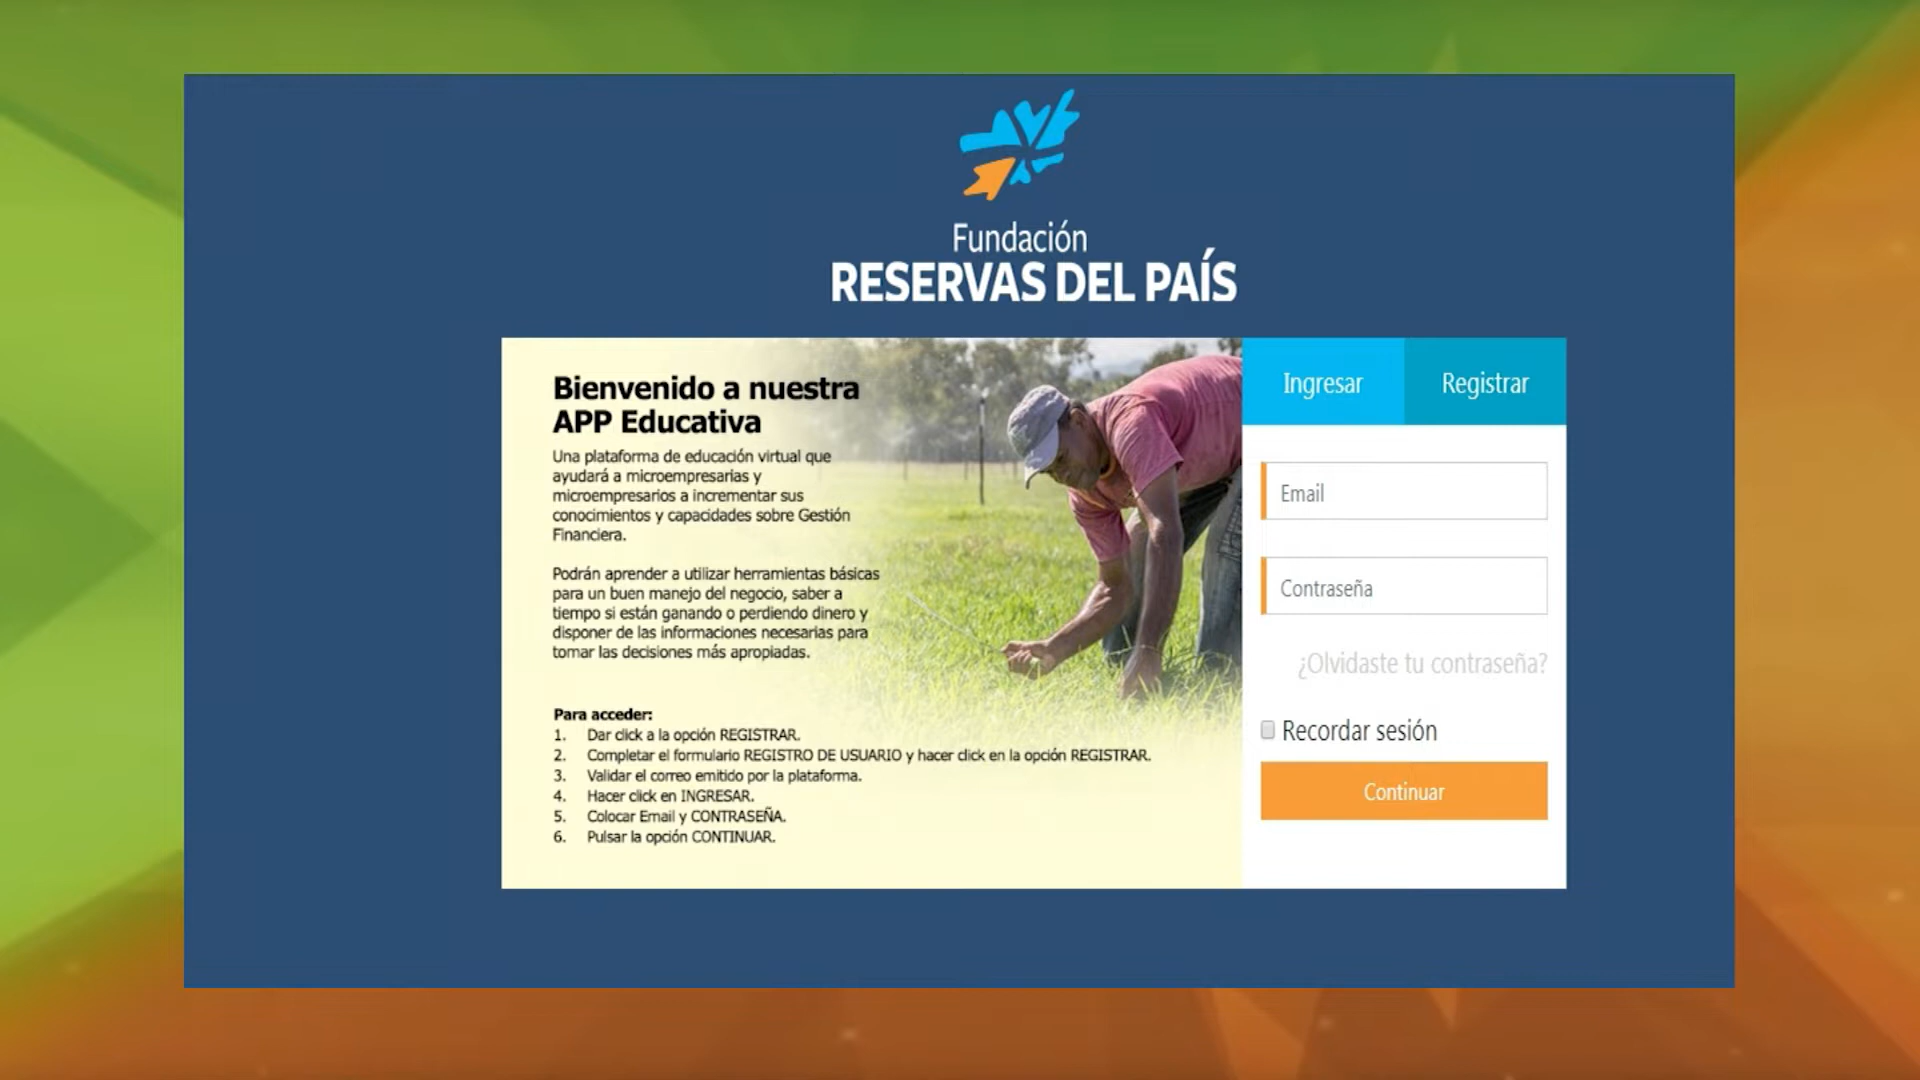 Fundación
RESERVAS DEL PAÍS
Bienvenido a nuestra
APP Educativa
Una plataforma de educación virtual que
ayudará a microempresarias y
microempresarios a incrementar sus
conocimientos y capacidades sobre Gestión
Financiera.
Podrán aprender a utilizar herramientas básicas
para un buen manejo del negocio, saber a
tiempo si están ganando o perdiendo dinero y
disponer de las informaciones necesarias para
tomar las decisiones más apropiadas.
Para acceder:
1. Dar click a la opción REGISTRAR.
2. Completar el formulario REGISTRO DE USUARIO y hacer click en la opción REGISTRAR.
3. Validar el correo emitido por la plataforma.
4. Hacer click en INGRESAR.
5. Colocar Email y CONTRASEÑA.
6. Pulsar la opción CONTINUAR.
Ingresar
Registrar
Email
Contraseña
¿Olvidaste tu contraseña?
Recordar sesión
Continuar